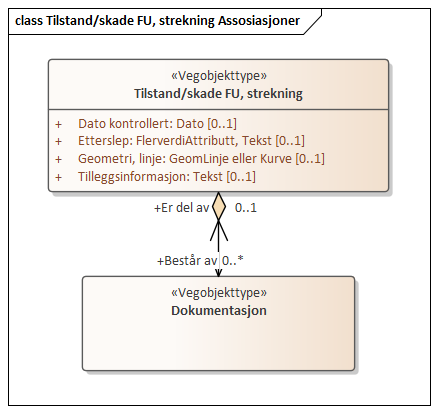 class Tilstand/skade FU, strekning Assosiasjoner
«Vegobjekttype»
Tilstand/skade FU, strekning
+ Dato kontrollert: Dato [0..1]
+ Etterslep: FlerverdiAttributt, Tekst [0..1]
+ Geometri, linje: GeomLinje eller Kurve [0..1]
+ Tilleggsinformasjon: Tekst [0..1]
+Er del av 0..1
+Består av 0..*
«Vegobjekttype»
Dokumentasjon